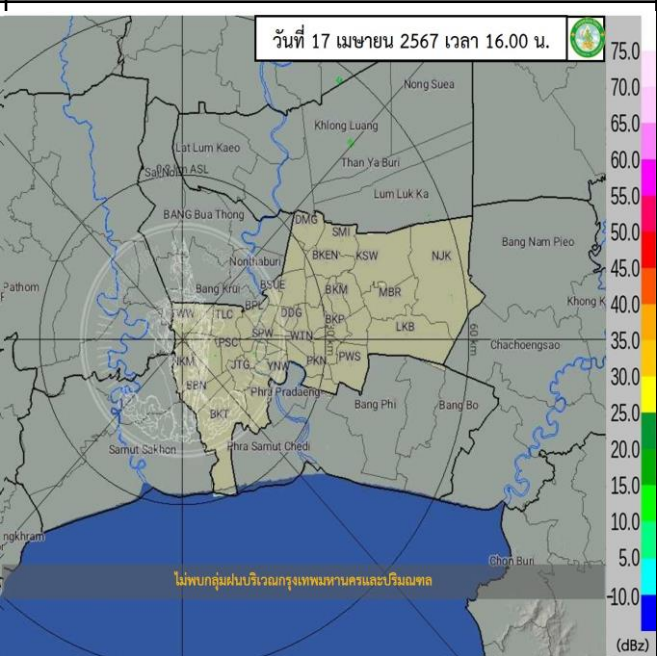 วันที่ 17 เมษายน 2567 เวลา 16.00 น.
75.0
70.0
65.0
60.0
55.0
50.0
45.0
40.0
35.0
30.0
25.0
20.0
15.0
10.0
5.0
-10.0
(dBz)
Nong Suea
Khlong Luang
Lat Lum Kaeo
Than Ya Buri
Lum Luk Ka
BANG Bua Thong
DMG
SMI
Bang Nam Pieo
Nonthaburi
BKEN
KSW
NJK
Pathom
Bang Krui
BSUE
BKM
MBR
Khong K
TWW
TLC
BPL
DDG
BKP
LKB
PSC
SPW
WTN
60 km
Chachoengsao
NKM
JTG
YNW
PKN
PWS
BBN
Phra Pradaeng
BKT
Bang Phi
Bang Bo
Samut Sakhon
Phra Samut Chedi
ngkhram
Chon Buri
ไม่พบกลุ่มฝนบริเวณกรุงเทพมหานครและปริมณฑล